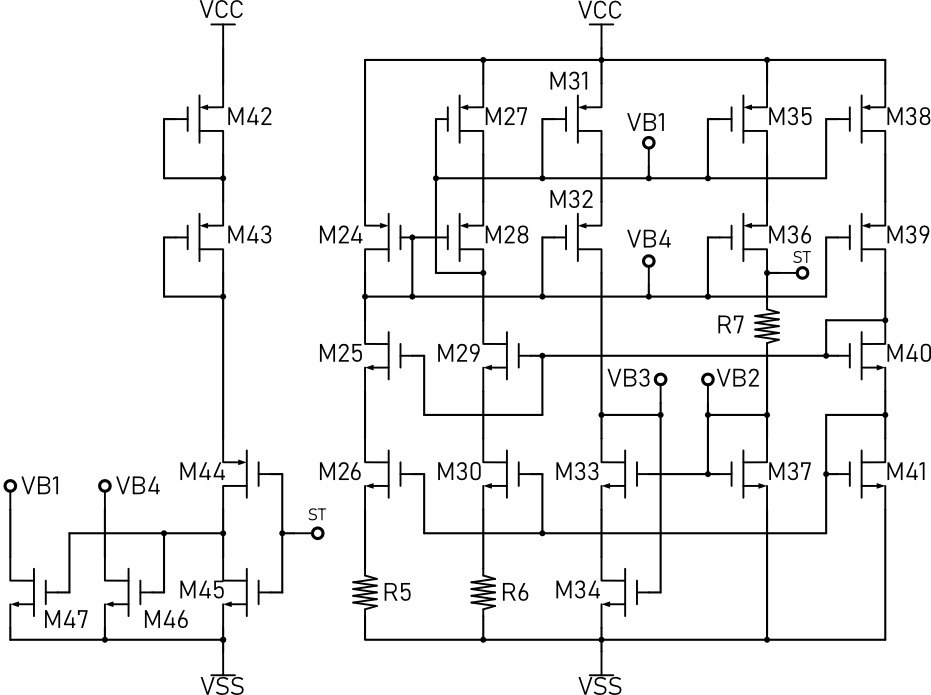 VCC VCC
M31
M42 M27 M35 M38
VB1
M32
M43 M24 M28 VB4 M36 M39
ST
R7
M25 M29 M40
VB3 VB2
M44 M26 M30 M33 M37 M41
VB1 VB4
ST
M45 R5 R6 M34
M47 M46
VSS VSS